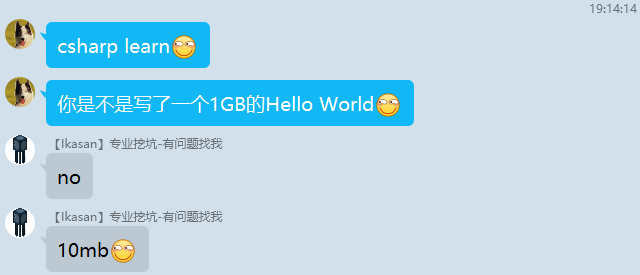 19:14:14
csharp learn
你是不是写了一个1GB的Hello World
【Ikasan】专业挖坑-有问题找我
no
【Ikasan】专业挖坑-有问题找我
10mb